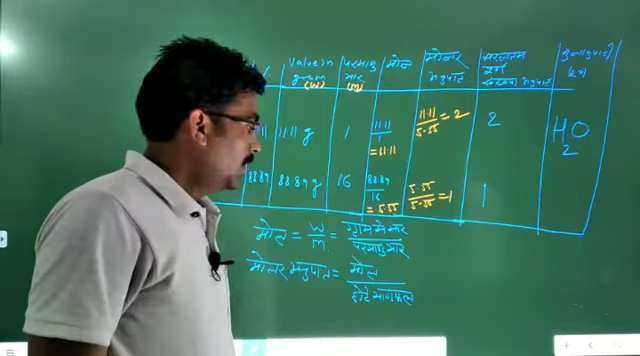 % value in gram (w) परमाणु भार (m) मोल मोलर अनुपात सरलतम पूर्ण संख्या अनुपात मूलानुपाती सूत्र
11.11 g 1 11.11/1 = 11.11 11.11/5.55 = 2 2 H2O
88.89 88.89 g 16 88.89/16 = 5.55 5.55/5.55 = 1 1
मोल = w/m = ग्राम में भार/परमाणु भार
मोलर अनुपात = मोल/छोटे भागफल